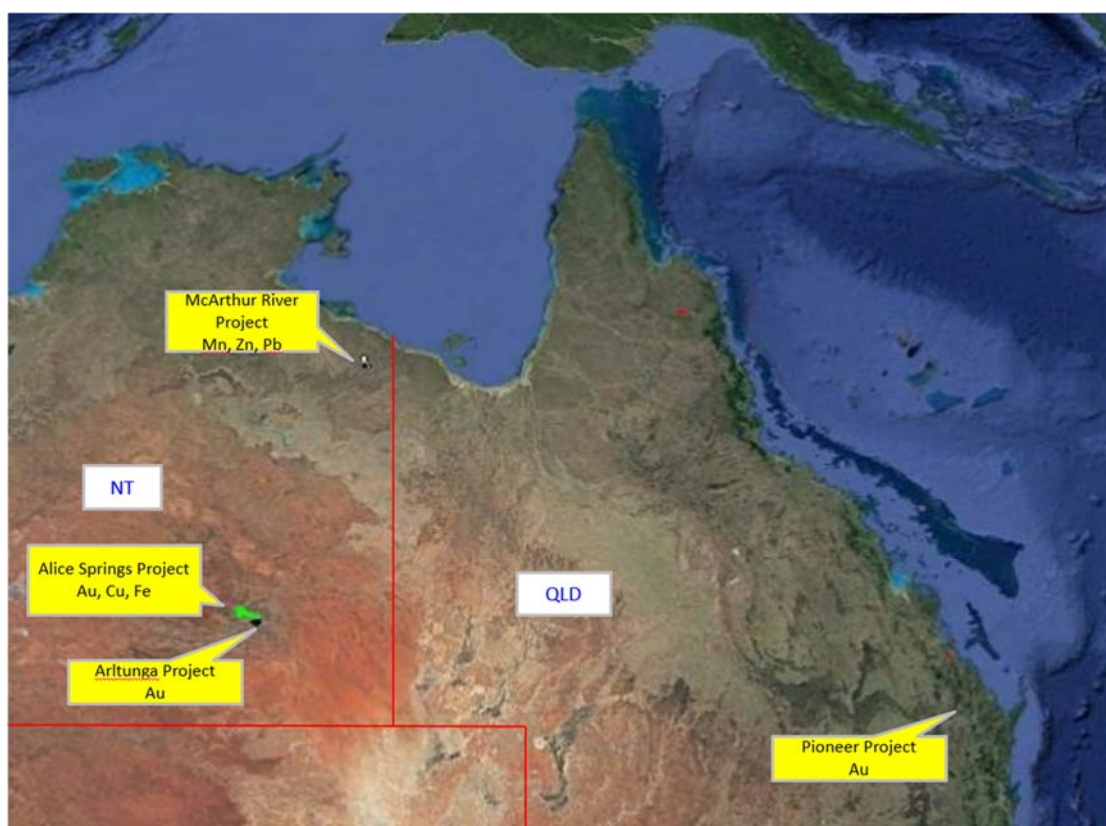 McArthur River
Project
Mn, Zn, Pb
NT
Alice Springs Project
Au, Cu, Fe
QLD
Arltunga Project
Au
Pioneer Project
Au